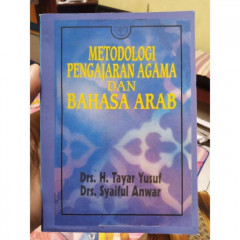 METODOLOGI
PENGAJARAN AGAMA
DAN
BAHASA ARAB
Drs. H. Tayar Yusuf
Drs. Syaiful Anwar